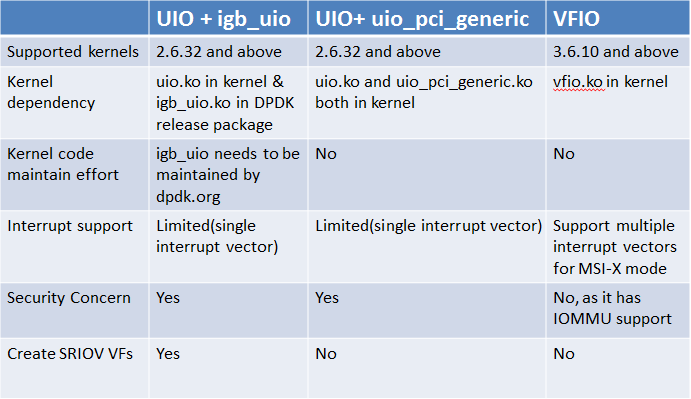 UIO + igb_uio
UIO+ uio_pci_generic
VFIO
Supported kernels
2.6.32 and above
2.6.32 and above
3.6.10 and above
Kernel
dependency
uio.ko in kernel &
igb_uio.ko in DPDK
release package
uio.ko and uio_pci_generic.ko
both in kernel
vfio.ko in kernel
Kernel code
maintain effort
igb_uio needs to be
maintained by
dpdk.org
No
No
Interrupt support
Limited(single
interrupt vector)
Limited(single interrupt vector)
Support multiple
interrupt vectors
for MSI-X mode
Security Concern
Yes
Yes
No, as it has
IOMMU support
Create SRIOV VFs
Yes
No
No